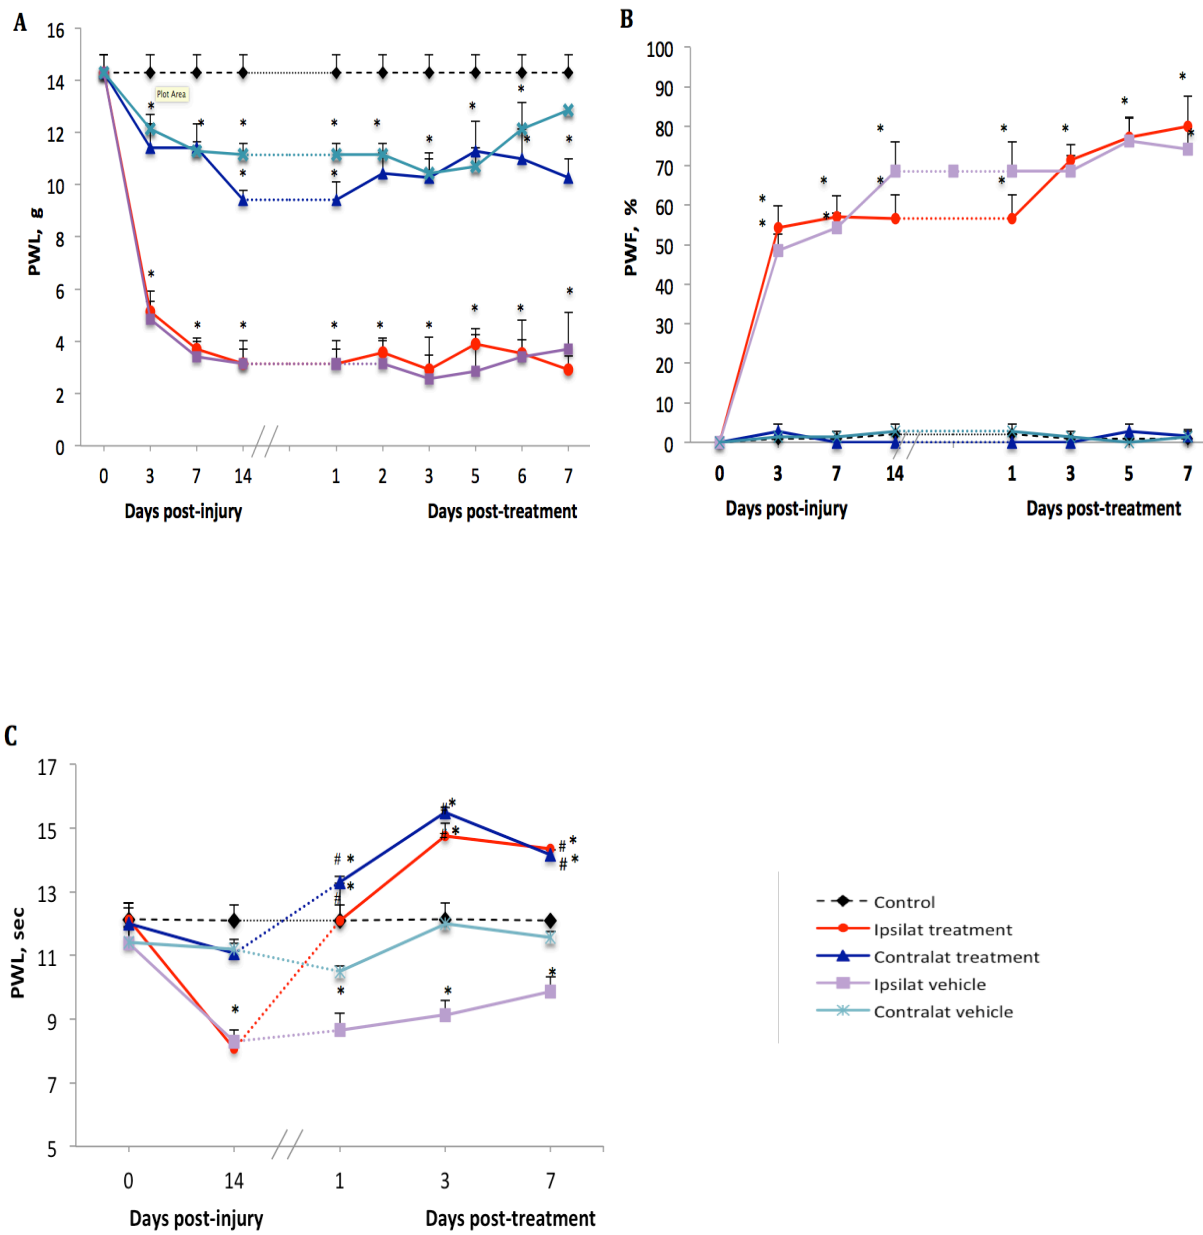 A
16
14
12
10
8
6
4
2
0
PWL, g
Plot Area
* * * * * * * * *
* * *
* * * * * * * * * *
0 3 7 14 1 2 3 5 6 7
Days post-injury Days post-treatment
B
100
90
80
70
60
50
40
30
20
10
0
PWF, %
* * * * * * * * * * * *
0 3 7 14 1 3 5 7
Days post-injury Days post-treatment
C
17
15
13
11
9
7
5
PWL, sec
# *
# *
# *
# *
# *
# *
* * * *
0 14 1 3 7
Days post-injury Days post-treatment
Control
Ipsilat treatment
Contralat treatment
Ipsilat vehicle
Contralat vehicle